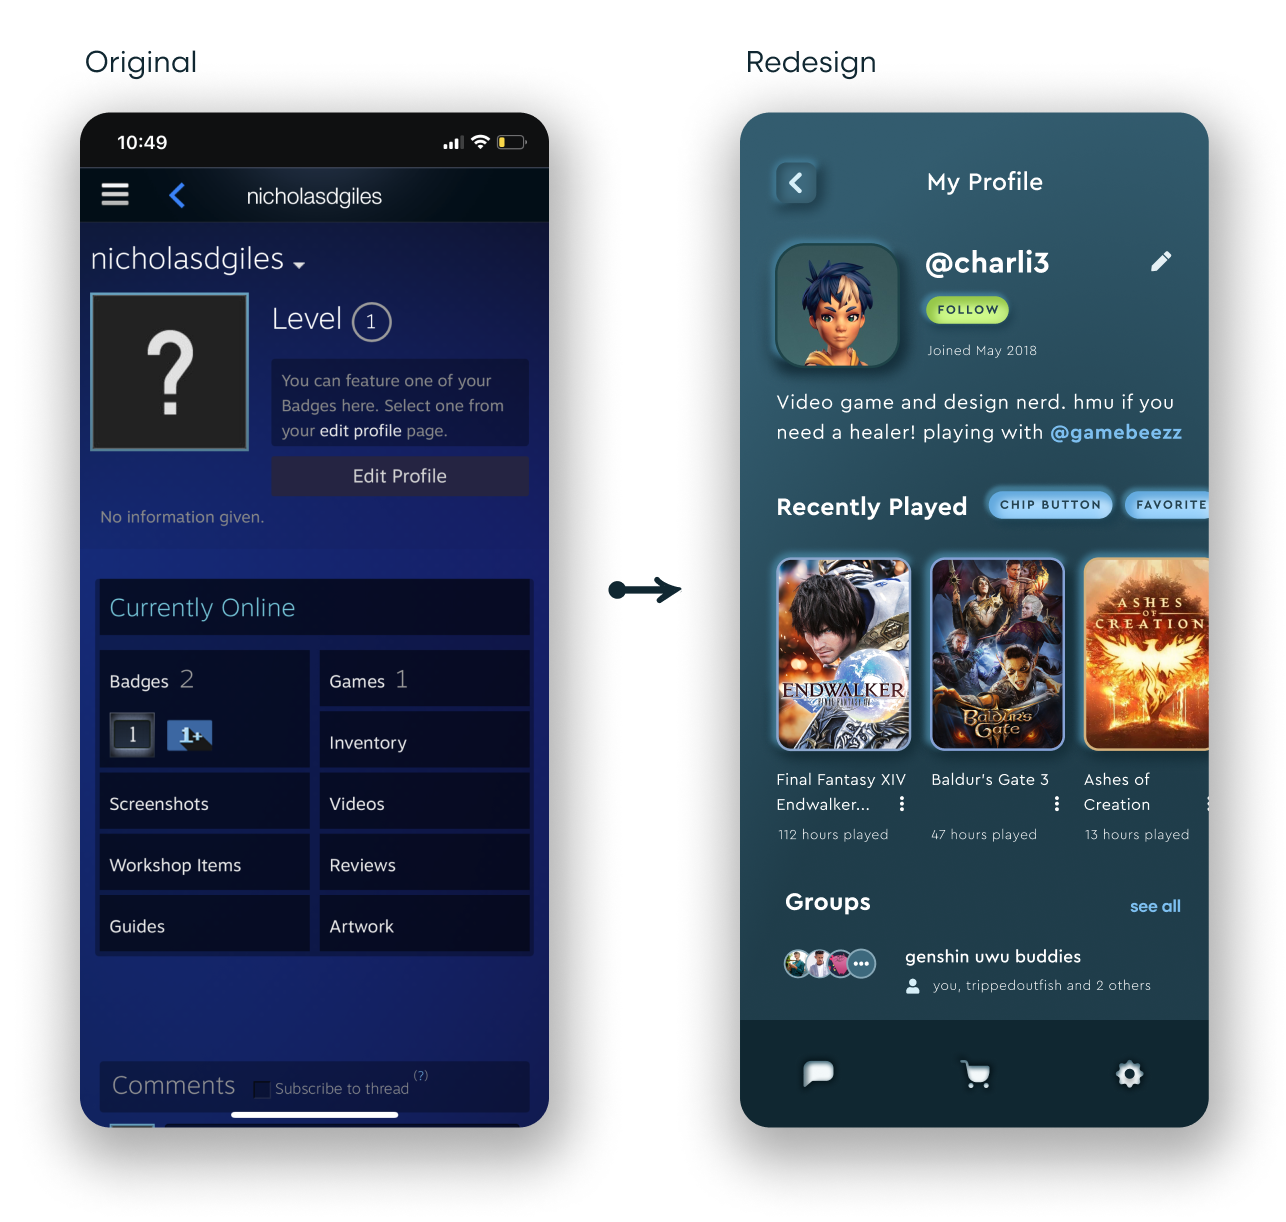 Original
10:49
nicholasdgiles
nicholasdgiles
?
Level 1
You can feature one of your
Badges here. Select one from
your edit profile page.
Edit Profile
No information given.
Currently Online
Badges 2
1
1+
Games 1
Inventory
Screenshots
Videos
Workshop Items
Reviews
Guides
Artwork
Comments
Subscribe to thread (?)
Redesign
My Profile
@charli3
FOLLOW
Joined May 2018
Video game and design nerd. hmu if you
need a healer! playing with @gamebeezz
Recently Played
CHIP BUTTON
FAVORITE
ENDWALKER
FINAL FANTASY XIV
BALDUR'S
GATE
ASHES
OF
CREATION
Final Fantasy XIV
Endwalker...
112 hours played
Baldur's Gate 3
47 hours played
Ashes of
Creation
13 hours played
Groups
see all
genshin uwu buddies
you, trippedoutfish and 2 others